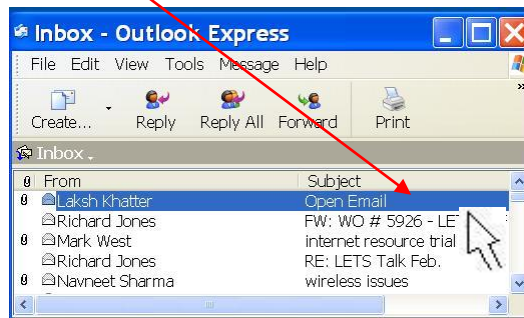 Inbox - Outlook Express
File Edit View Tools Message Help
Create... Reply Reply All Forward Print
Inbox
From Subject
Laksh Khatter Open Email
Richard Jones FW: WO # 5926 - LE
Mark West internet resource trial
Richard Jones RE: LETS Talk Feb.
Navneet Sharma wireless issues